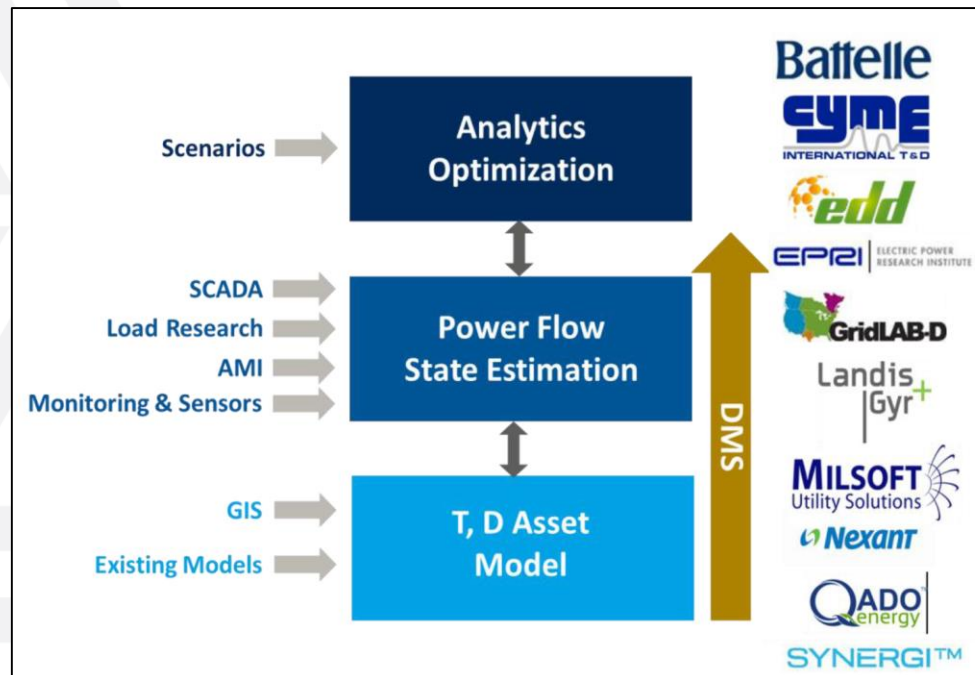 Scenarios
Analytics
Optimization
SCADA
Load Research
AMI
Monitoring & Sensors
Power Flow
State Estimation
GIS
Existing Models
T, D Asset
Model
DMS
Battelle
CYME
INTERNATIONAL T&D
edd
EPRI ELECTRIC POWER
RESEARCH INSTITUTE
GridLAB-D
Landis
Gyr+
MILSOFT
Utility Solutions
Nexant
QADO
energy
SYNERGI™